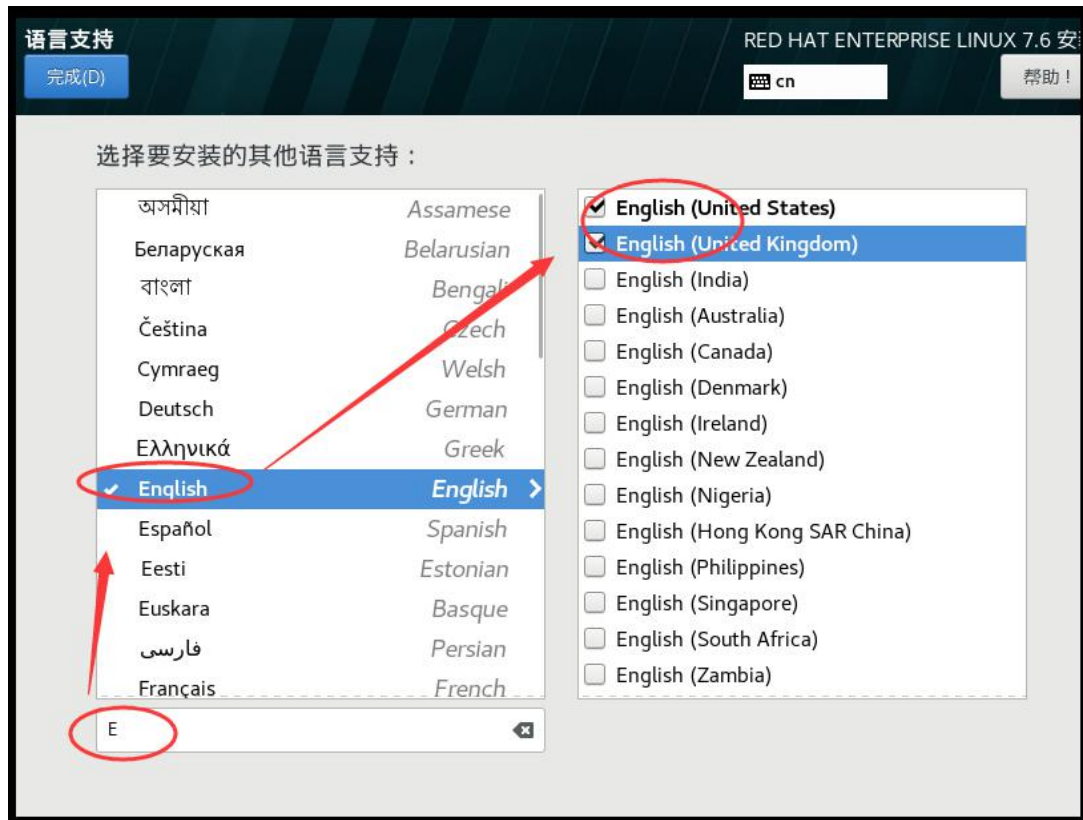 语言支持
RED HAT ENTERPRISE LINUX 7.6 安
完成(D)
cn
帮助！
选择要安装的其他语言支持：
অসমীয়া Assamese
Беларуская Belarusian
বাংলা Bengali
Čeština Czech
Cymraeg Welsh
Deutsch German
Ελληνικά Greek
English English
Español Spanish
Eesti Estonian
Euskara Basque
فارسی Persian
Français French
E
English (United States)
English (United Kingdom)
English (India)
English (Australia)
English (Canada)
English (Denmark)
English (Ireland)
English (New Zealand)
English (Nigeria)
English (Hong Kong SAR China)
English (Philippines)
English (Singapore)
English (South Africa)
English (Zambia)